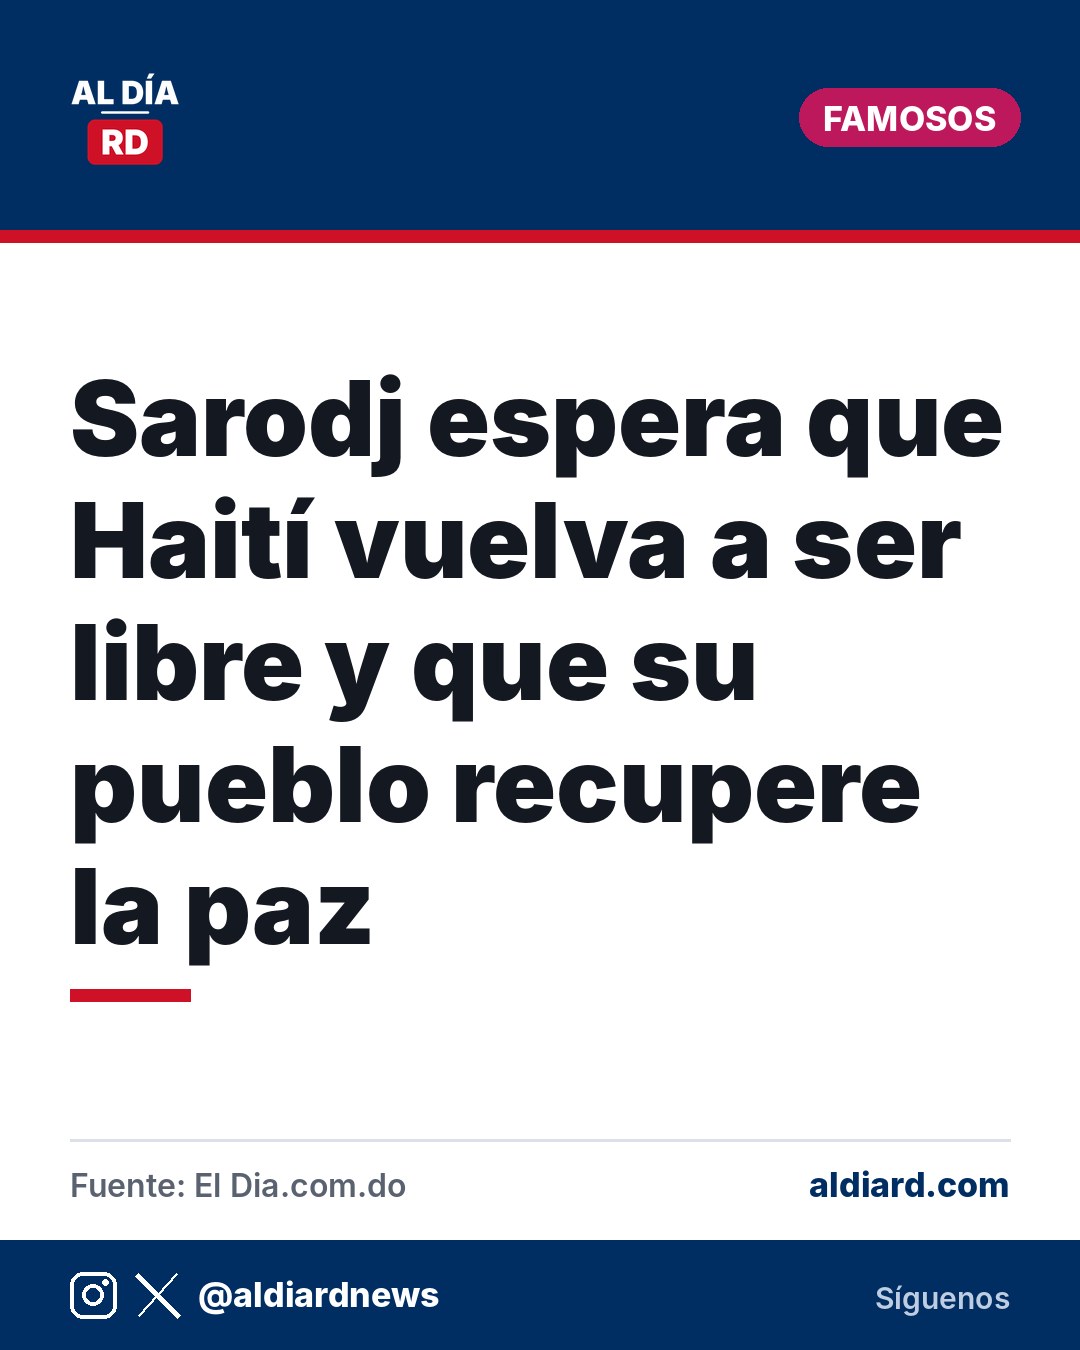 AL DÍA
RD
FAMOSOS
Sarodj espera que
Haití vuelva a ser
libre y que su
pueblo recupere
la paz
Fuente: El Dia.com.do
aldiard.com
@aldiardnews
Síguenos